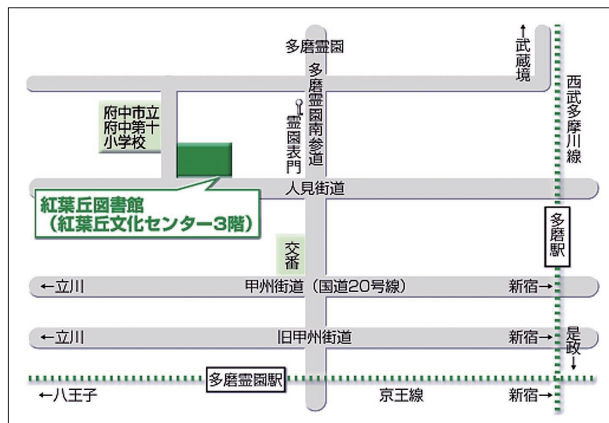 多磨霊園
↑武蔵境
多磨霊園南参道
西武多摩川線
府中市立
府中第十
小学校
霊園表門
人見街道
紅葉丘図書館
（紅葉丘文化センター3階）
多磨駅
交番
←立川
甲州街道（国道20号線）
新宿→
←立川
旧甲州街道
新宿→
是政→
多磨霊園駅
←八王子
京王線
新宿→